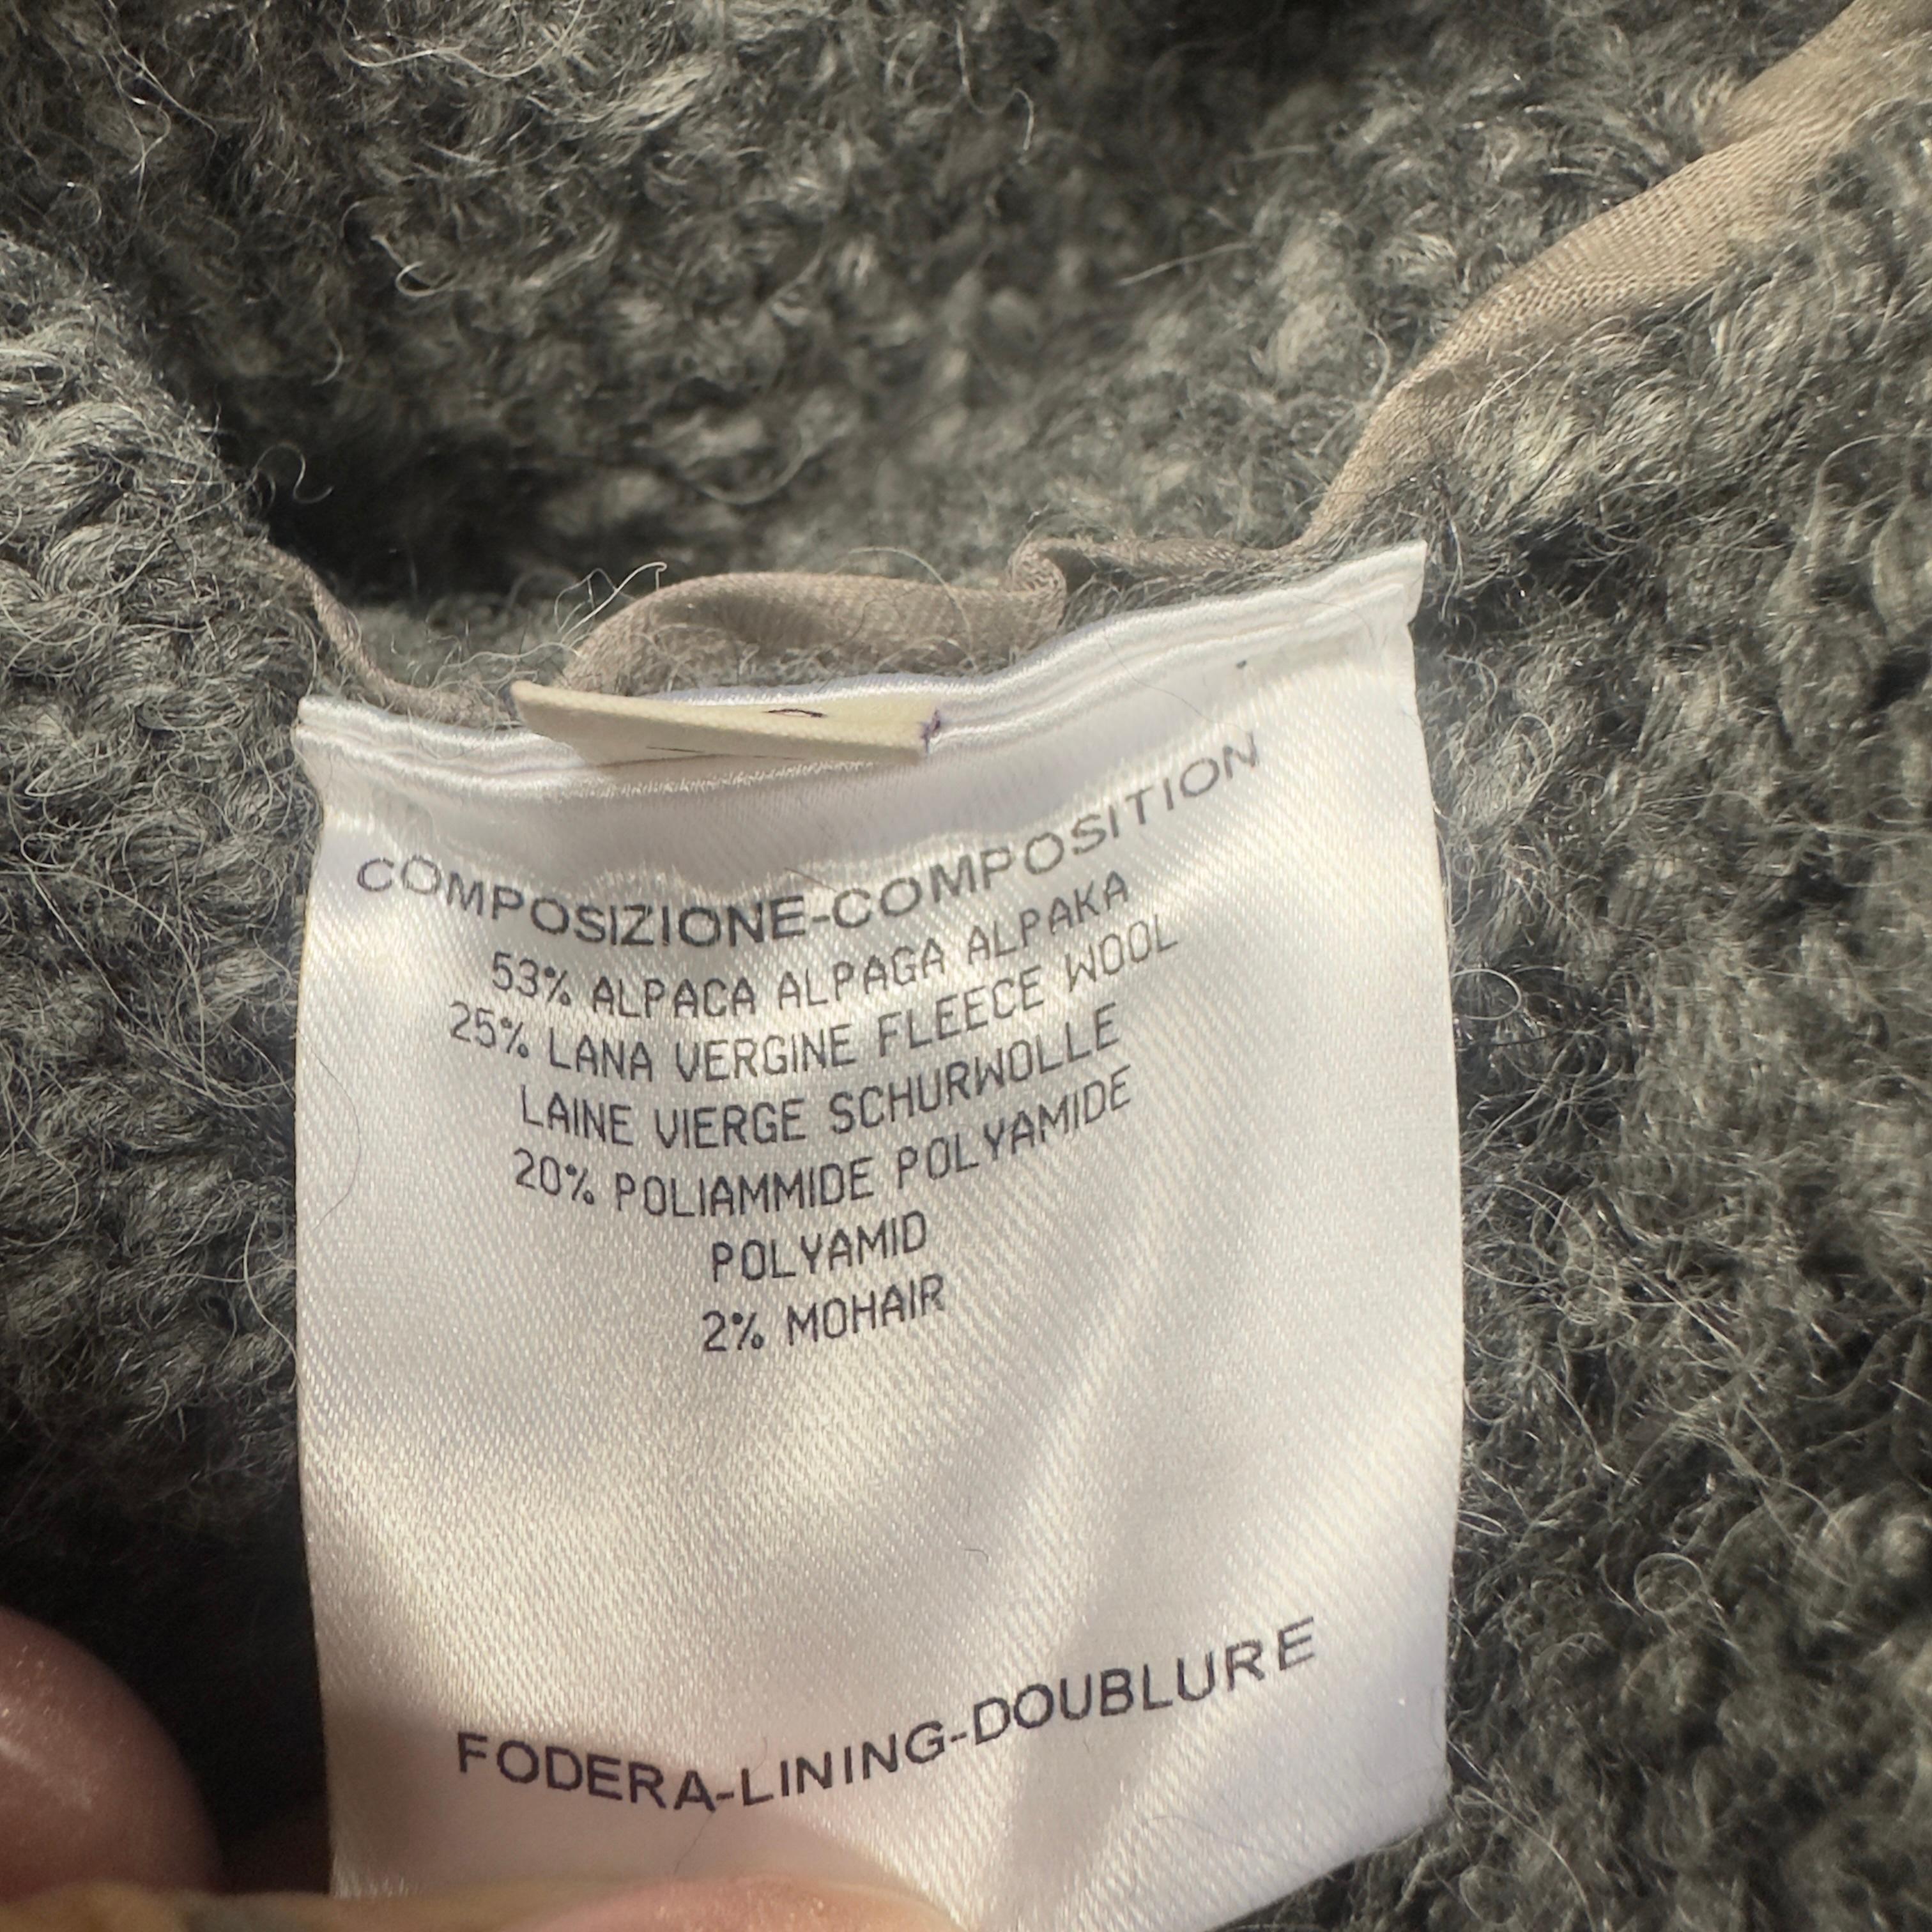 COMPOSIZIONE-COMPOSITION
53% ALPACA ALPAGA ALPAKA
25% LANA VERGINE FLEECE WOOL
LAINE VIERGE SCHURWOLLE
20% POLIAMMIDE POLYAMIDE
POLYAMID
2% MOHAIR
FODERA-LINING-DOUBLURE